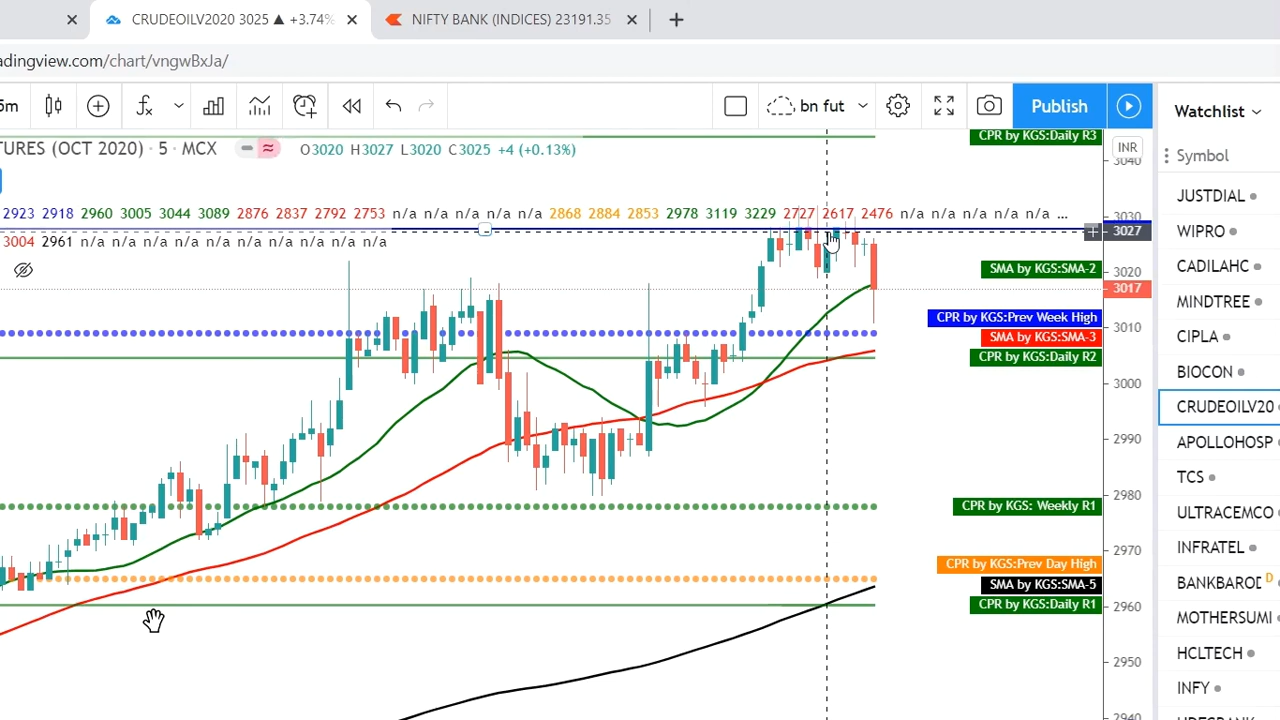 CRUDEOILV2020 3025 ▲ +3.74%
NIFTY BANK (INDICES) 23191.35
adingview.com/chart/vngwBxJa/
5m
bn fut
Publish
Watchlist
TURES (OCT 2020) · 5 · MCX
O3020 H3027 L3020 C3025 +4 (+0.13%)
2923 2918 2960 3005 3044 3089 2876 2837 2792 2753 n/a n/a n/a n/a n/a 2868 2884 2853 2978 3119 3229 2727 2617 2476 n/a n/a n/a n/a n/a ...
3004 2961 n/a n/a n/a n/a n/a n/a n/a n/a n/a
CPR by KGS:Daily R3
SMA by KGS:SMA-2
CPR by KGS:Prev Week High
SMA by KGS:SMA-3
CPR by KGS:Daily R2
CPR by KGS: Weekly R1
CPR by KGS:Prev Day High
SMA by KGS:SMA-5
CPR by KGS:Daily R1
INR
3040
3030
3027
3020
3017
3010
3000
2990
2980
2970
2960
2950
2940
Symbol
JUSTDIAL
WIPRO
CADILAHC
MINDTREE
CIPLA
BIOCON
CRUDEOILV20
APOLLOHOSP
TCS
ULTRACEMCO
INFRATEL
BANKBAROD D
MOTHERSUMI
HCLTECH
INFY